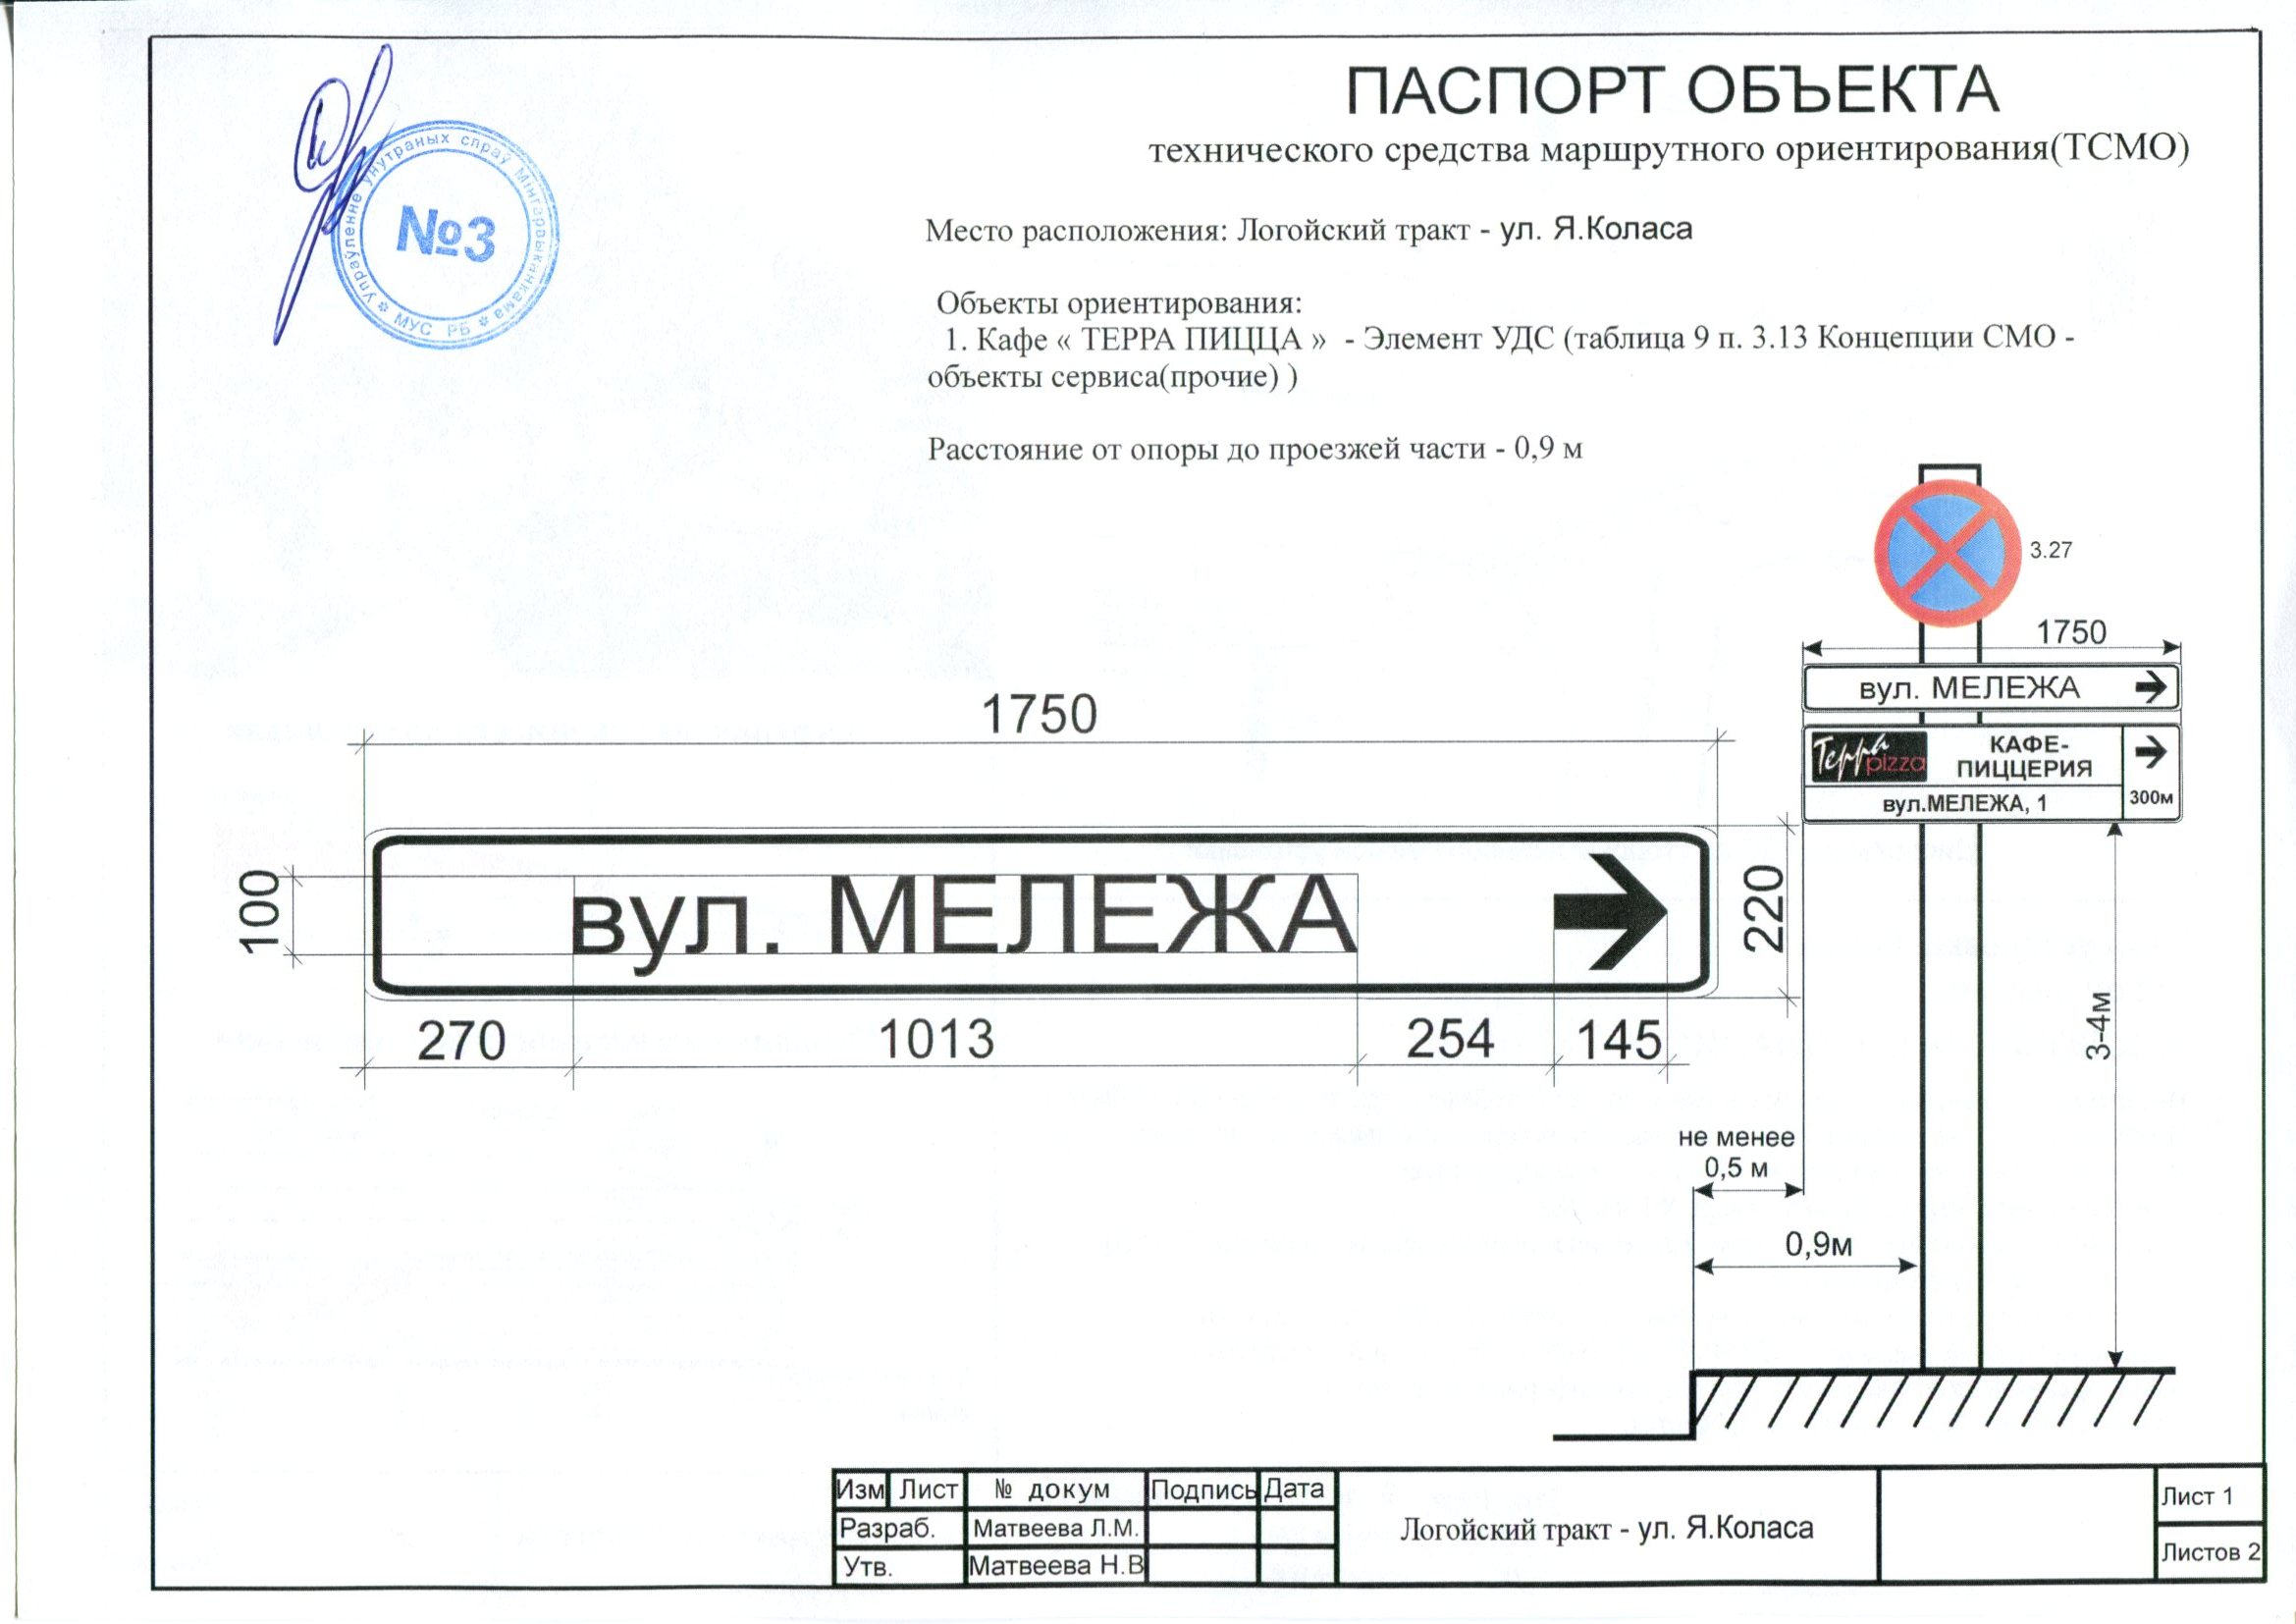 ПАСПОРТ ОБЪЕКТА
технического средства маршрутного ориентирования(ТСМО)
Управленне ўнутраных спраў Мінгарвыканкама
МУС РБ
№3
Место расположения: Логойский тракт - ул. Я.Коласа
Объекты ориентирования:
1. Кафе « ТЕРРА ПИЦЦА » - Элемент УДС (таблица 9 п. 3.13 Концепции СМО -
объекты сервиса(прочие) )
Расстояние от опоры до проезжей части - 0,9 м
3.27
1750
вул. МЕЛЕЖА
Терра
pizza
КАФЕ-
ПИЦЦЕРИЯ
вул.МЕЛЕЖА, 1
300м
1750
100
вул. МЕЛЕЖА
220
270
1013
254
145
3-4м
не менее
0,5 м
0,9м
Изм Лист № докум Подпись Дата
Разраб. Матвеева Л.М.
Утв. Матвеева Н.В
Логойский тракт - ул. Я.Коласа
Лист 1
Листов 2